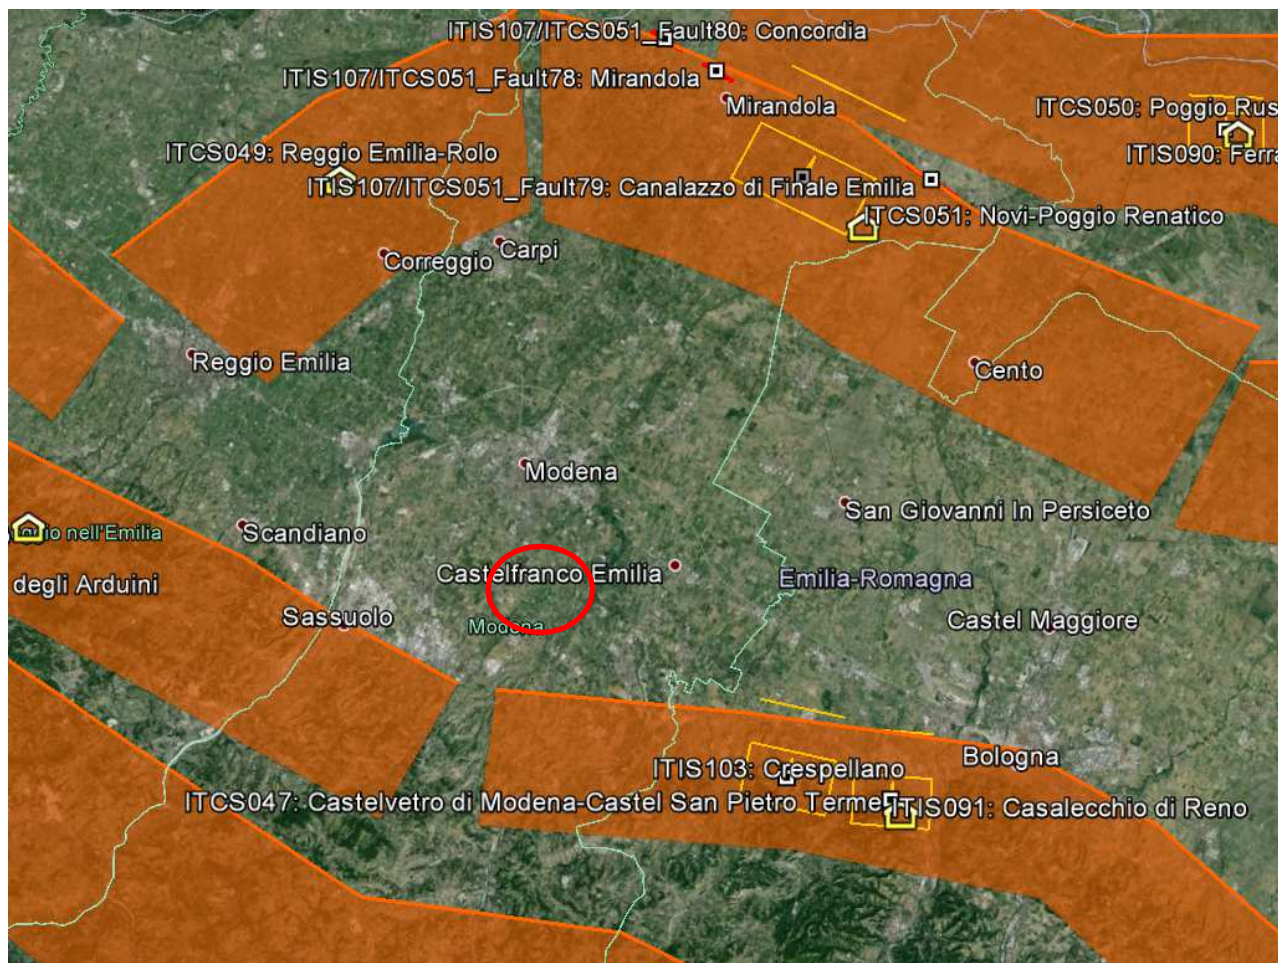 ITIS107/ITCS051_Fault80: Concordia
ITIS107/ITCS051_Fault78: Mirandola
Mirandola
ITCS050: Poggio Rus
ITCS049: Reggio Emilia-Rolo
ITIS090: Ferra
ITIS107/ITCS051_Fault79: Canalazzo di Finale Emilia
ITCS051: Novi-Poggio Renatico
Carpi
Correggio
Reggio Emilia
Cento
Modena
San Giovanni In Persiceto
Scandiano
nell'Emilia
Castelfranco Emilia
Emilia-Romagna
degli Arduini
Sassuolo
Modena
Castel Maggiore
Bologna
ITIS103: Crespellano
ITCS047: Castelvetro di Modena-Castel San Pietro Terme
ITIS091: Casalecchio di Reno